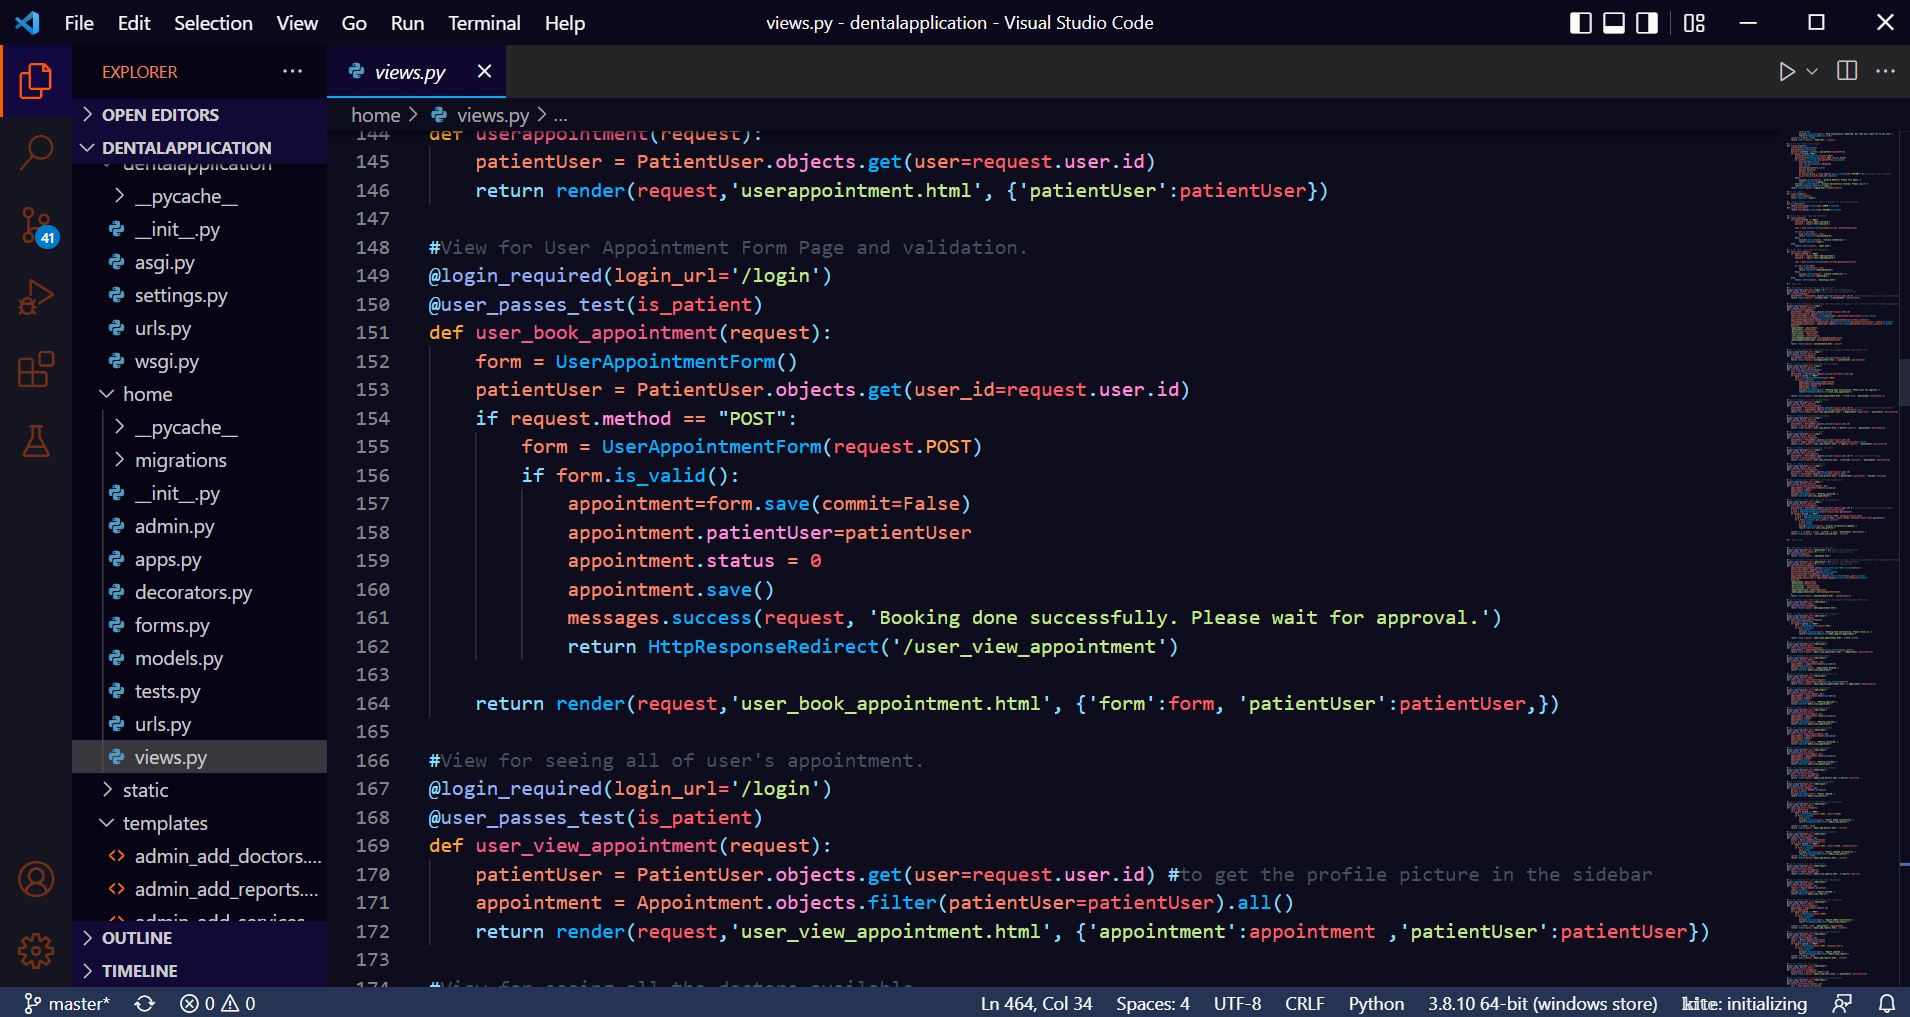 File Edit Selection View Go Run Terminal Help
views.py - dentalapplication - Visual Studio Code
EXPLORER
OPEN EDITORS
DENTALAPPLICATION
dentalapplication
__pycache__
__init__.py
asgi.py
settings.py
urls.py
wsgi.py
home
__pycache__
migrations
__init__.py
admin.py
apps.py
decorators.py
forms.py
models.py
tests.py
urls.py
views.py
static
templates
admin_add_doctors....
admin_add_reports....
admin_add_services
OUTLINE
TIMELINE
41
views.py
home > views.py > ...
144 def userappointment(request):
145     patientUser = PatientUser.objects.get(user=request.user.id)
146     return render(request,'userappointment.html', {'patientUser':patientUser})
147
148 #View for User Appointment Form Page and validation.
149 @login_required(login_url='/login')
150 @user_passes_test(is_patient)
151 def user_book_appointment(request):
152     form = UserAppointmentForm()
153     patientUser = PatientUser.objects.get(user_id=request.user.id)
154     if request.method == "POST":
155         form = UserAppointmentForm(request.POST)
156         if form.is_valid():
157             appointment=form.save(commit=False)
158             appointment.patientUser=patientUser
159             appointment.status = 0
160             appointment.save()
161             messages.success(request, 'Booking done successfully. Please wait for approval.')
162             return HttpResponseRedirect('/user_view_appointment')
163
164     return render(request,'user_book_appointment.html', {'form':form, 'patientUser':patientUser,})
165
166 #View for seeing all of user's appointment.
167 @login_required(login_url='/login')
168 @user_passes_test(is_patient)
169 def user_view_appointment(request):
170     patientUser = PatientUser.objects.get(user=request.user.id) #to get the profile picture in the sidebar
171     appointment = Appointment.objects.filter(patientUser=patientUser).all()
172     return render(request,'user_view_appointment.html', {'appointment':appointment ,'patientUser':patientUser})
173
174 #View for seeing all the doctors available
master* 0 0 Ln 464, Col 34 Spaces: 4 UTF-8 CRLF Python 3.8.10 64-bit (windows store) kite: initializing